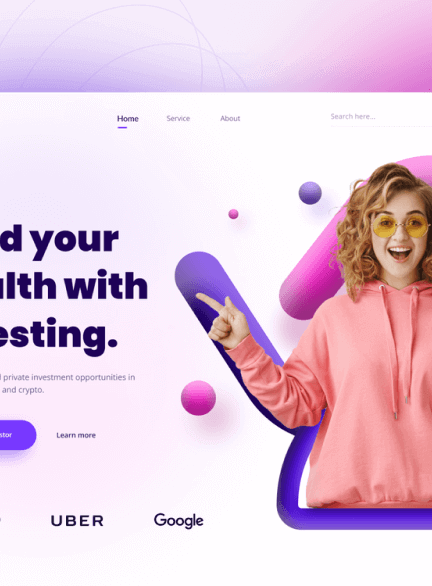 Home Service About Search here...
d your
alth with
esting.
private investment opportunities in
and crypto.
stor Learn more
UBER Google